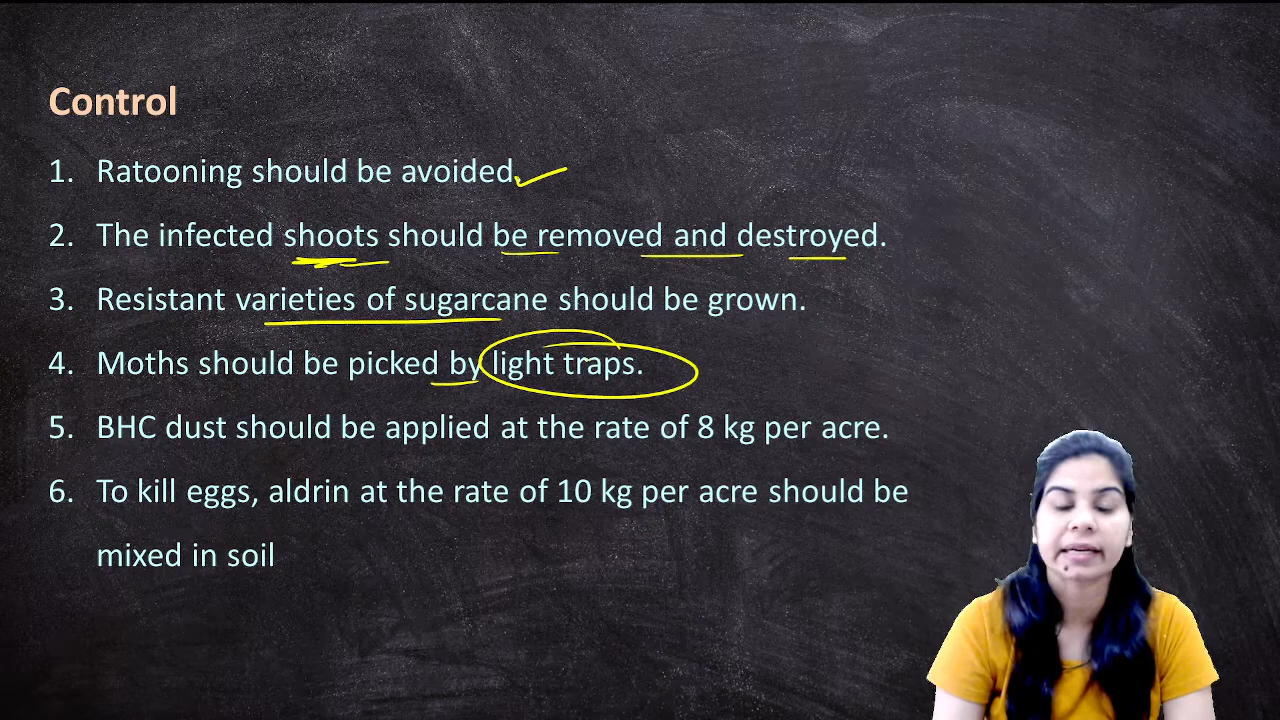 Control
1. Ratooning should be avoided.
2. The infected shoots should be removed and destroyed.
3. Resistant varieties of sugarcane should be grown.
4. Moths should be picked by light traps.
5. BHC dust should be applied at the rate of 8 kg per acre.
6. To kill eggs, aldrin at the rate of 10 kg per acre should be
mixed in soil